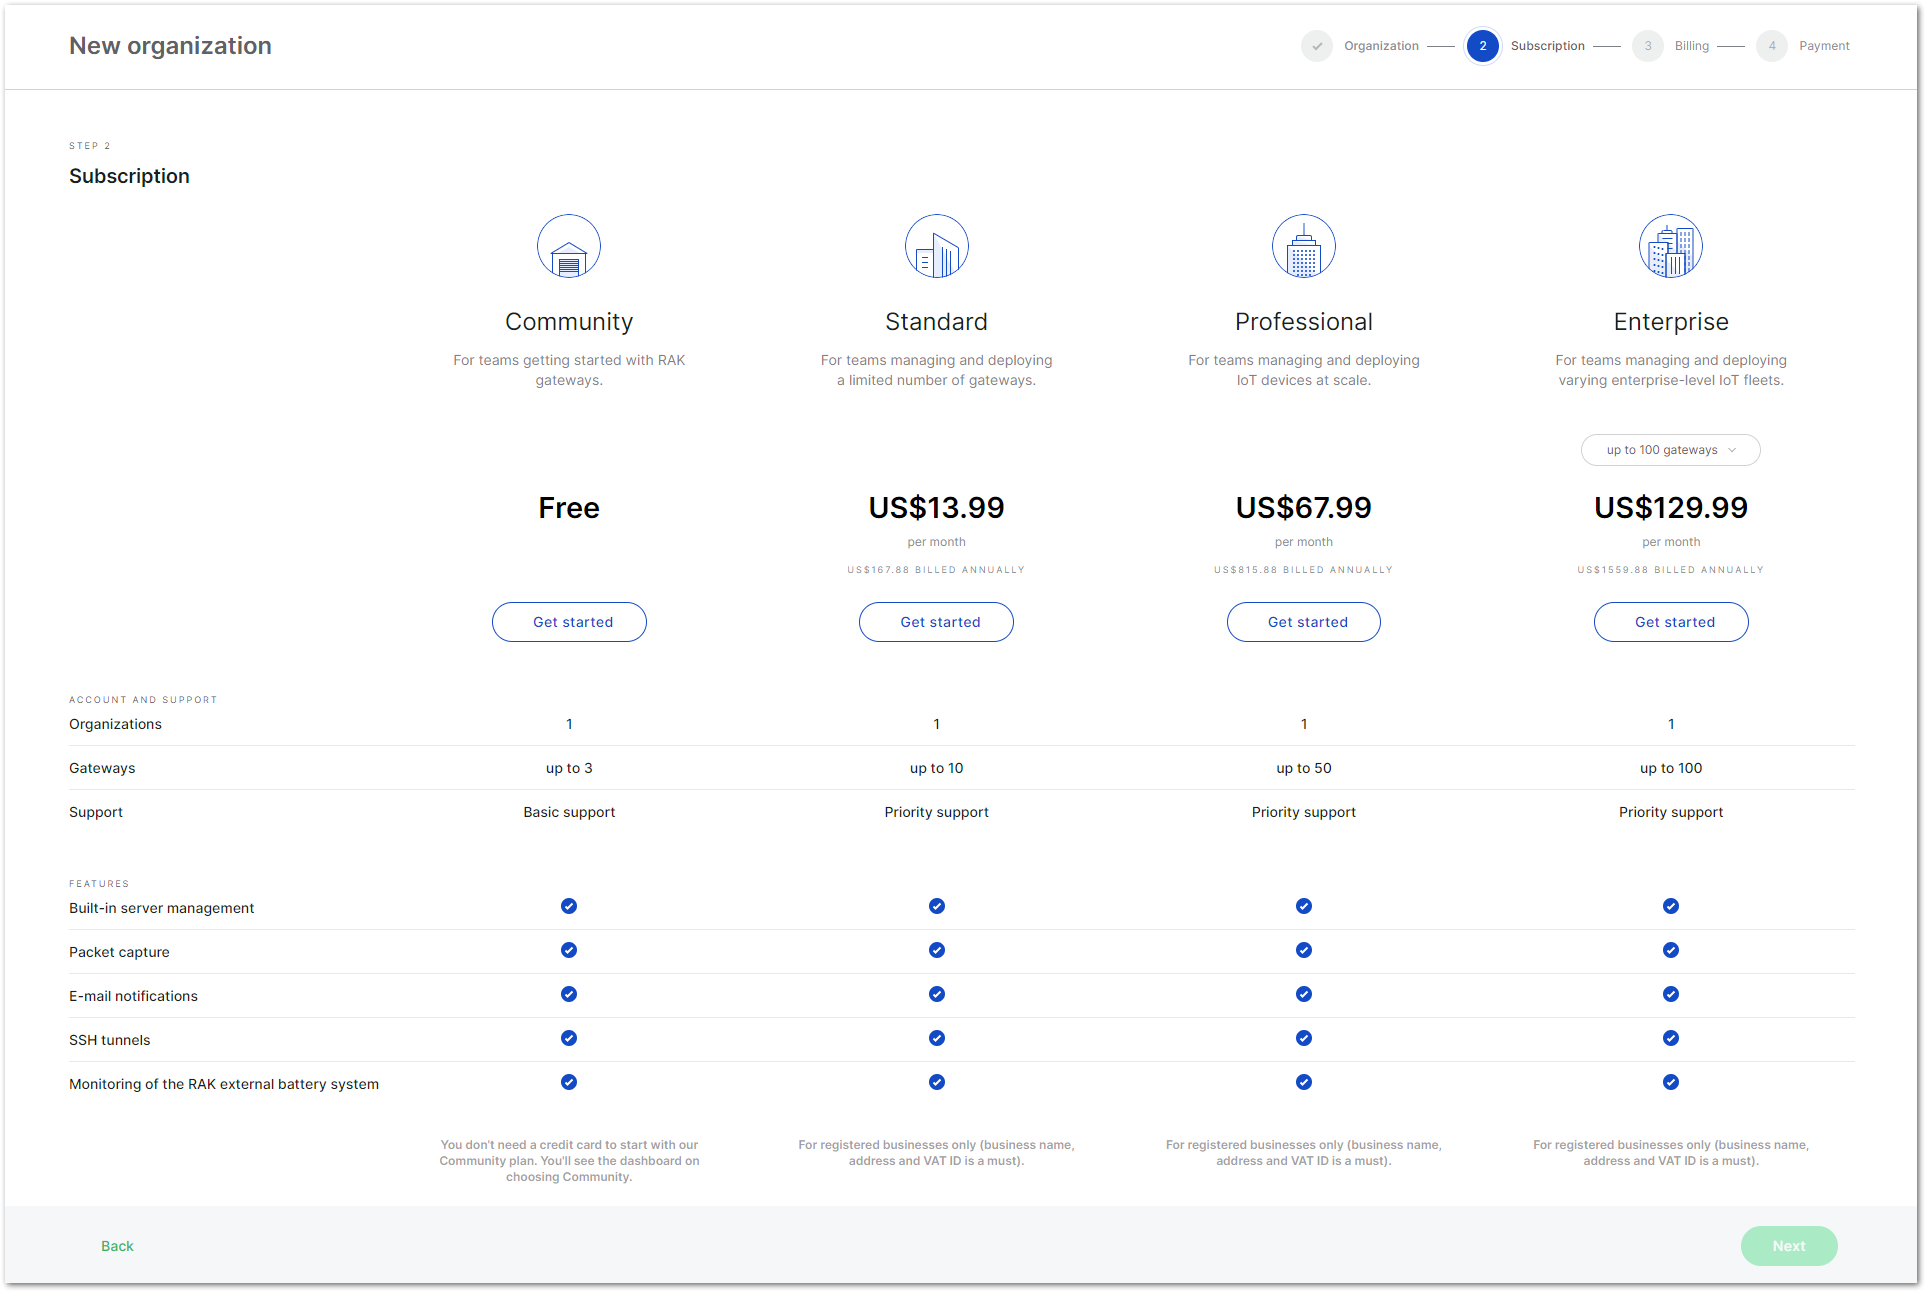 New organization
Organization
2
Subscription
3
Billing
4
Payment
STEP 2
Subscription
Community
Standard
Professional
Enterprise
For teams getting started with RAK
gateways.
For teams managing and deploying
a limited number of gateways.
For teams managing and deploying
IoT devices at scale.
For teams managing and deploying
varying enterprise-level IoT fleets.
up to 100 gateways
Free
US$13.99
US$67.99
US$129.99
per month
per month
per month
US$167.88 BILLED ANNUALLY
US$815.88 BILLED ANNUALLY
US$1559.88 BILLED ANNUALLY
Get started
Get started
Get started
Get started
ACCOUNT AND SUPPORT
Organizations
1
1
1
1
Gateways
up to 3
up to 10
up to 50
up to 100
Support
Basic support
Priority support
Priority support
Priority support
FEATURES
Built-in server management
Packet capture
E-mail notifications
SSH tunnels
Monitoring of the RAK external battery system
You don't need a credit card to start with our
Community plan. You'll see the dashboard on
choosing Community.
For registered businesses only (business name,
address and VAT ID is a must).
For registered businesses only (business name,
address and VAT ID is a must).
For registered businesses only (business name,
address and VAT ID is a must).
Back
Next